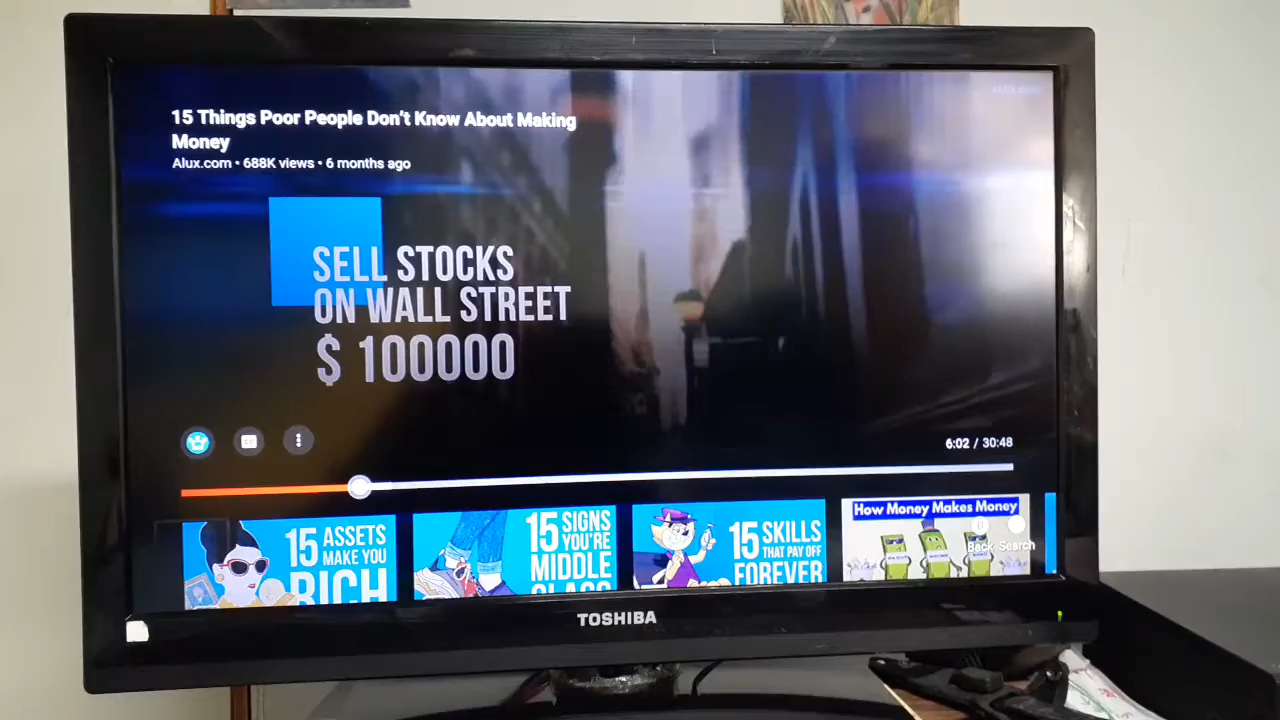 15 Things Poor People Don't Know About Making
Money
Alux.com • 688K views • 6 months ago
SELL STOCKS
ON WALL STREET
$ 100000
CC
6:02 / 30:48
15 ASSETS
MAKE YOU
RICH
15 SIGNS
YOU'RE
MIDDLE
CLASS
15 SKILLS
THAT PAY OFF
FOREVER
How Money Makes Money
Back Search
TOSHIBA